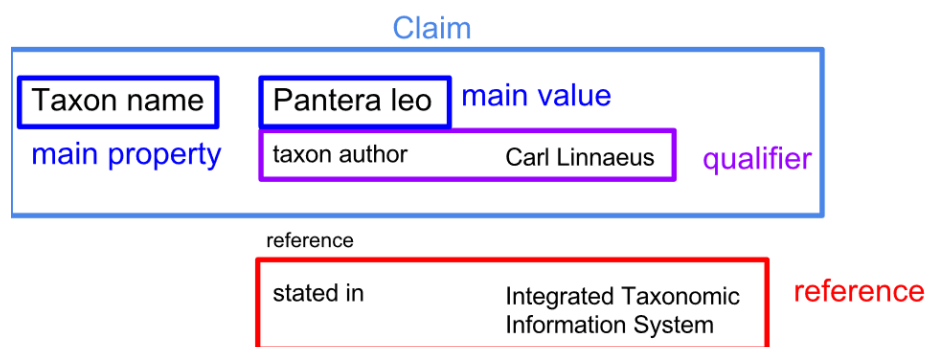 Claim
Taxon name
Pantera leo
main value
main property
taxon author
Carl Linnaeus
qualifier
reference
stated in
Integrated Taxonomic
Information System
reference